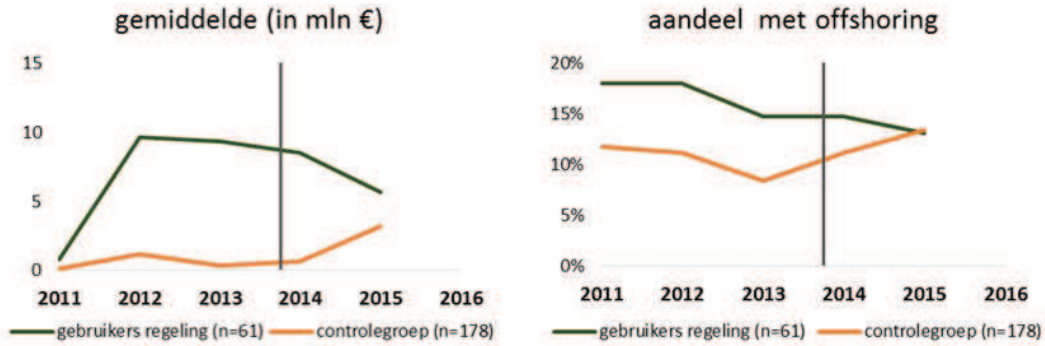 gemiddelde (in mln €)
15
10
5
0
2011 2012 2013 2014 2015 2016
gebruikers regeling (n=61) controlegroep (n=178)
aandeel met offshoring
20%
15%
10%
5%
0%
2011 2012 2013 2014 2015 2016
gebruikers regeling (n=61) controlegroep (n=178)